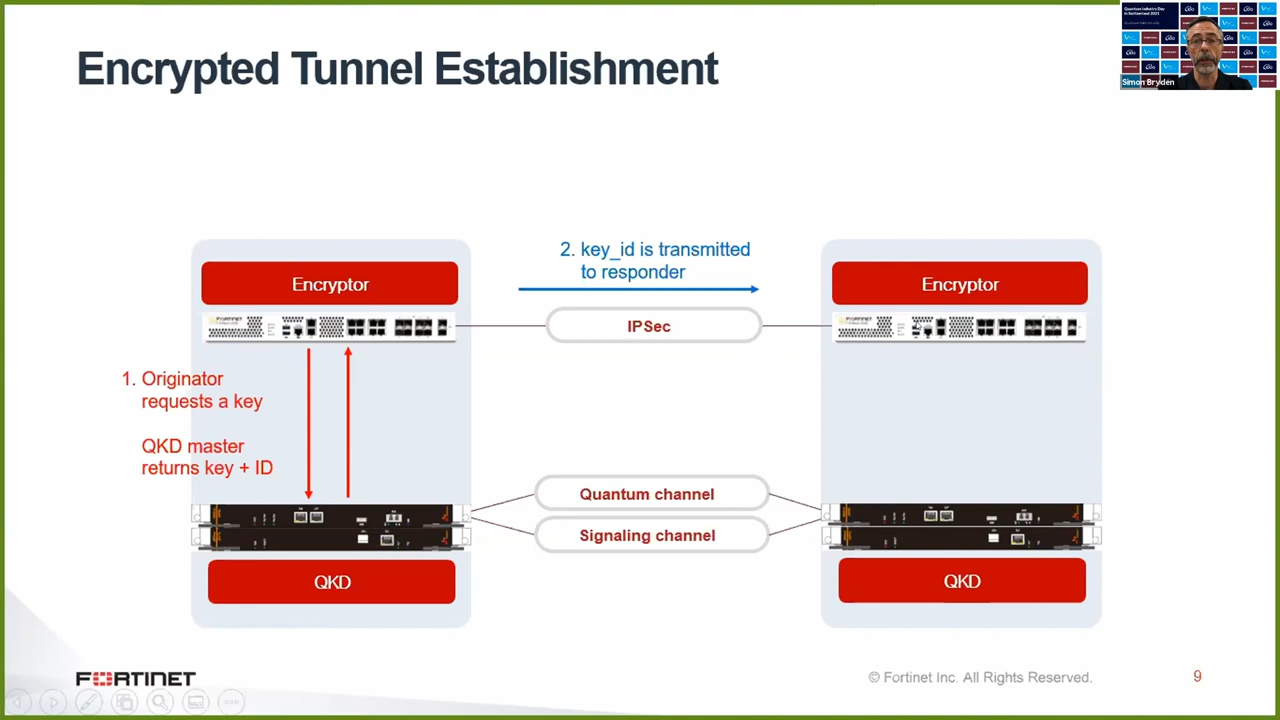 Encrypted Tunnel Establishment
Simon Bryden
2. key_id is transmitted
to responder
Encryptor
Encryptor
IPSec
1. Originator
requests a key
QKD master
returns key + ID
Quantum channel
Signaling channel
QKD
QKD
FORTINET
© Fortinet Inc. All Rights Reserved.
9